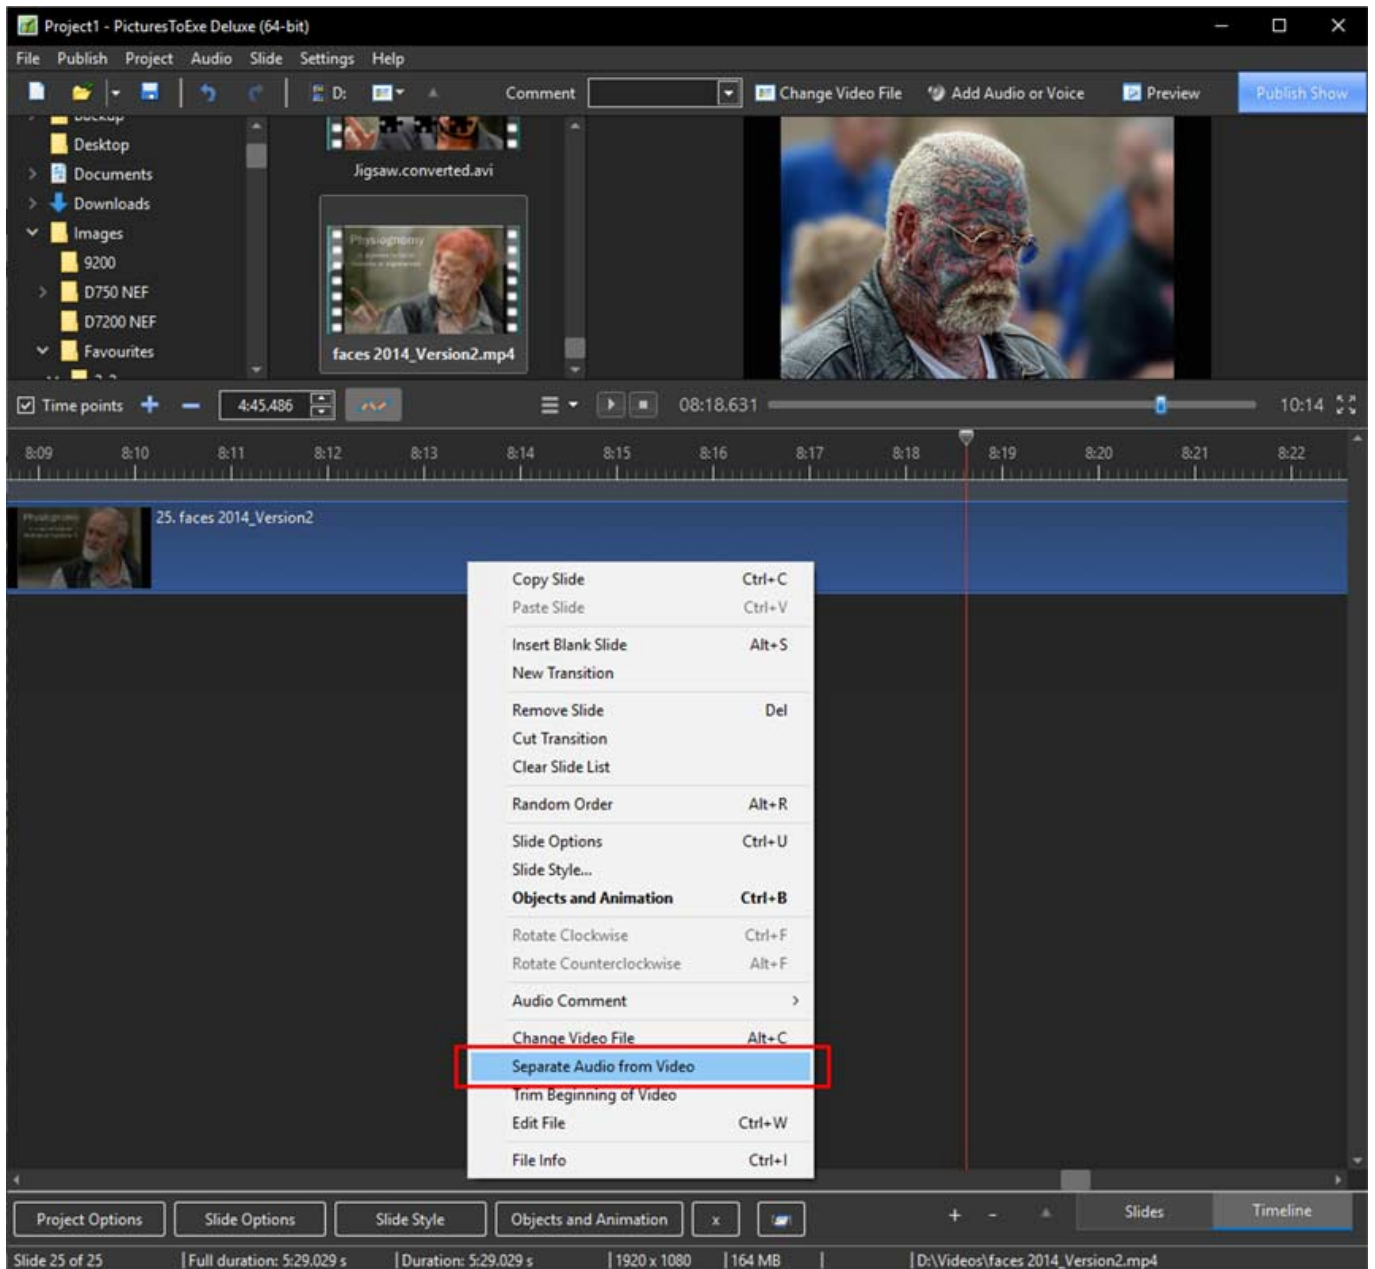 Project1 - PicturesToExe Deluxe (64-bit)
File Publish Project Audio Slide Settings Help
D: Comment Change Video File Add Audio or Voice Preview Publish Show
Backup
Desktop
Documents
Downloads
Images
9200
D750 NEF
D7200 NEF
Favourites
Jigsaw.converted.avi
Physiognomy
faces 2014_Version2.mp4
Time points 4:45.486 08:18.631 10:14
8:09 8:10 8:11 8:12 8:13 8:14 8:15 8:16 8:17 8:18 8:19 8:20 8:21 8:22
25. faces 2014_Version2
Copy Slide Ctrl+C
Paste Slide Ctrl+V
Insert Blank Slide Alt+S
New Transition
Remove Slide Del
Cut Transition
Clear Slide List
Random Order Alt+R
Slide Options Ctrl+U
Slide Style...
Objects and Animation Ctrl+B
Rotate Clockwise Ctrl+F
Rotate Counterclockwise Alt+F
Audio Comment >
Change Video File Alt+C
Separate Audio from Video
Trim Beginning of Video
Edit File Ctrl+W
File Info Ctrl+I
Project Options Slide Options Slide Style Objects and Animation x + - Slides Timeline
Slide 25 of 25 | Full duration: 5:29.029 s | Duration: 5:29.029 s | 1920 x 1080 | 164 MB | | D:\Videos\faces 2014_Version2.mp4